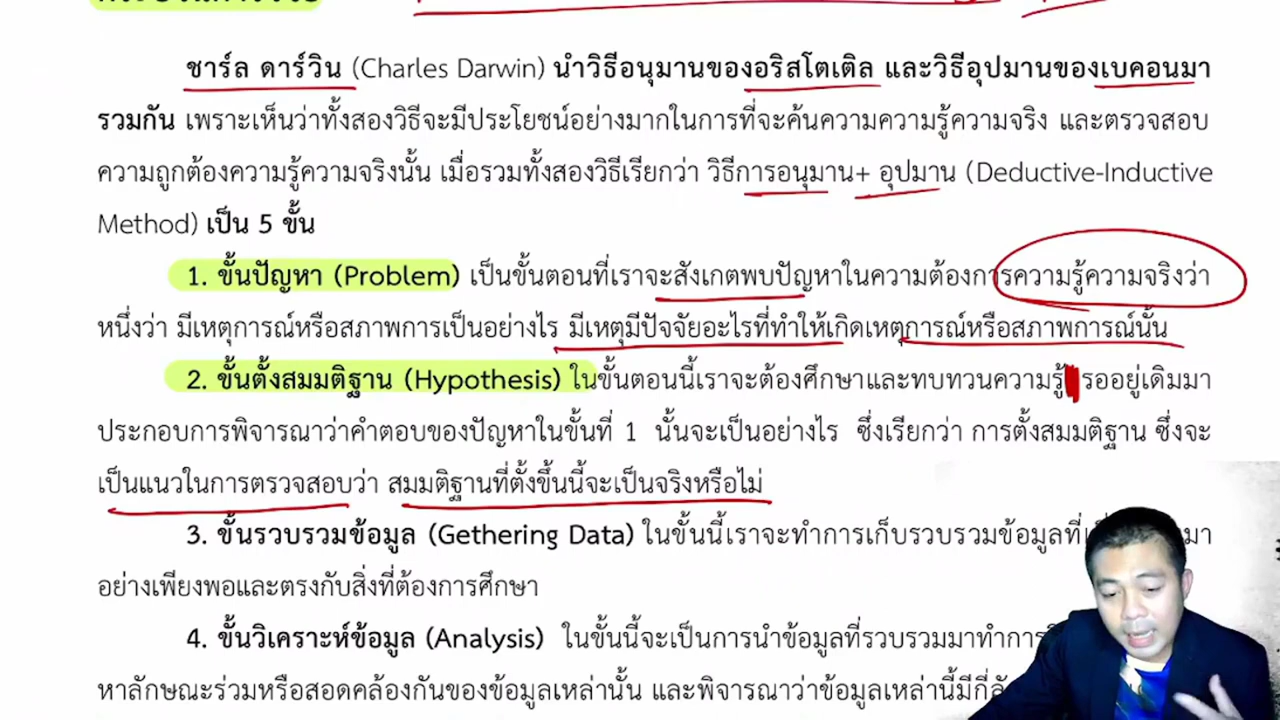 ชาร์ล ดาร์วิน (Charles Darwin) นำวิธีอนุมานของอริสโตเติล และวิธีอุปมานของเบคอนมา
รวมกัน เพราะเห็นว่าทั้งสองวิธีจะมีประโยชน์อย่างมากในการที่จะค้นความความรู้ความจริง และตรวจสอบ
ความถูกต้องความรู้ความจริงนั้น เมื่อรวมทั้งสองวิธีเรียกว่า วิธีการอนุมาน+ อุปมาน (Deductive-Inductive
Method) เป็น 5 ขั้น
1. ขั้นปัญหา (Problem) เป็นขั้นตอนที่เราจะสังเกตพบปัญหาในความต้องการความรู้ความจริงว่า
หนึ่งว่า มีเหตุการณ์หรือสภาพการเป็นอย่างไร มีเหตุมีปัจจัยอะไรที่ทำให้เกิดเหตุการณ์หรือสภาพการณ์นั้น
2. ขั้นตั้งสมมติฐาน (Hypothesis) ในขั้นตอนนี้เราจะต้องศึกษาและทบทวนความรู้ รออยู่เดิมมา
ประกอบการพิจารณาว่าคำตอบของปัญหาในขั้นที่ 1 นั้นจะเป็นอย่างไร ซึ่งเรียกว่า การตั้งสมมติฐาน ซึ่งจะ
เป็นแนวในการตรวจสอบว่า สมมติฐานที่ตั้งขึ้นนี้จะเป็นจริงหรือไม่
3. ขั้นรวบรวมข้อมูล (Gethering Data) ในขั้นนี้เราจะทำการเก็บรวบรวมข้อมูลที่ มา
อย่างเพียงพอและตรงกับสิ่งที่ต้องการศึกษา
4. ขั้นวิเคราะห์ข้อมูล (Analysis) ในขั้นนี้จะเป็นการนำข้อมูลที่รวบรวมมาทำการ
หาลักษณะร่วมหรือสอดคล้องกันของข้อมูลเหล่านั้น และพิจารณาว่าข้อมูลเหล่านี้มีกี่